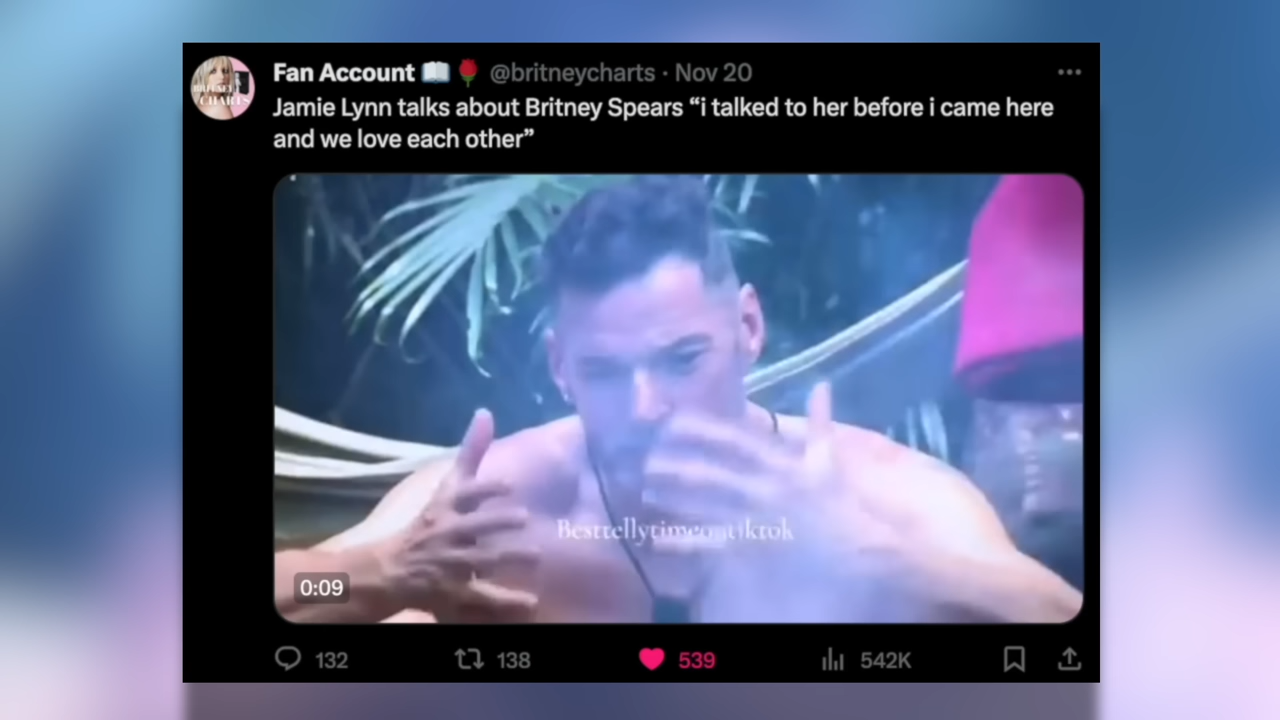 Fan Account 📖🌹 @britneycharts · Nov 20
Jamie Lynn talks about Britney Spears “i talked to her before i came here
and we love each other”
Besttellytimeontiktok
0:09
132 138 539 542K